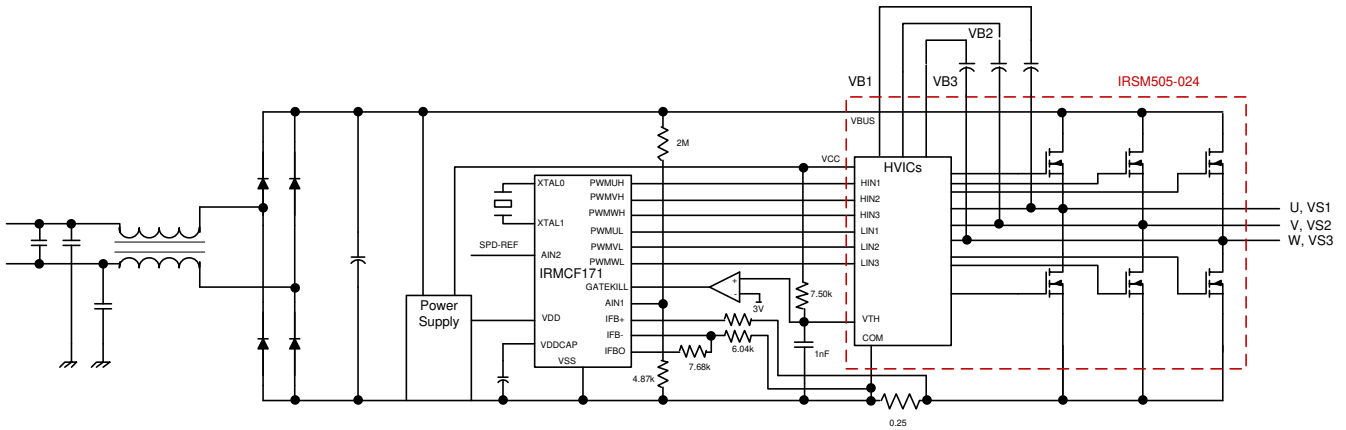 VB2
VB1
VB3
IRSM505-024
VBUS
2M
VCC
HVICs
XTAL0
PWMUH
HIN1
PWMVH
HIN2
PWMWH
HIN3
U, VS1
XTAL1
PWMUL
LIN1
V, VS2
SPD-REF
PWMVL
LIN2
W, VS3
AIN2
PWMWL
LIN3
IRMCF171
GATEKILL
+
-
7.50k
Power
Supply
AIN1
3V
VDD
IFB+
VTH
IFB-
COM
VDDCAP
IFBO
6.04k
1nF
VSS
7.68k
4.87k
0.25